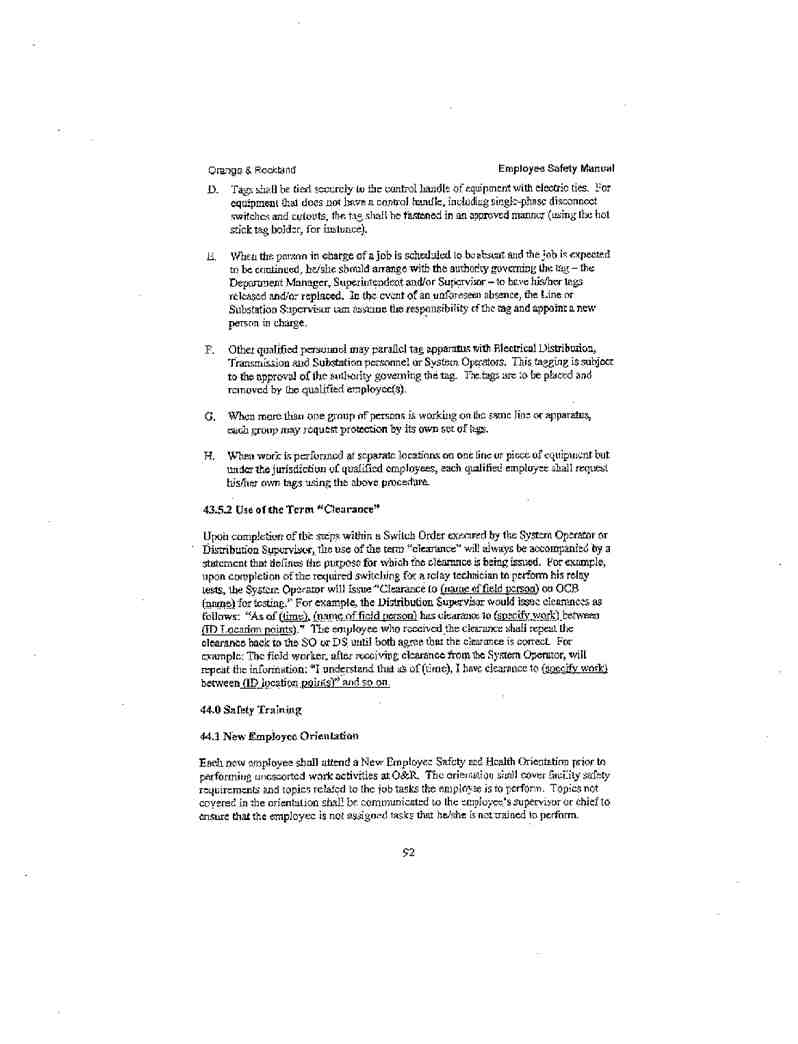 Orange & Rockland
Employee Safety Manual
D. Tags shall be tied securely to the control handle of equipment with electric ties. For
equipment that does not have a control handle, including single-phase disconnect
switches and cutouts, the tag shall be fastened in an approved manner (using the hot
stick tag holder, for instance).
E. When the person in charge of a job is scheduled to be absent and the job is expected
to be continued, he/she should arrange with the authority governing the tag – the
Department Manager, Superintendent and/or Supervisor – to have his/her tags
released and/or replaced. In the event of an unforeseen absence, the Line or
Substation Supervisor can assume the responsibility of the tag and appoint a new
person in charge.
F. Other qualified personnel may parallel tag apparatus with Electrical Distribution,
Transmission and Substation personnel or System Operators. This tagging is subject
to the approval of the authority governing the tag. The tags are to be placed and
removed by the qualified employee(s).
G. When more than one group of persons is working on the same line or apparatus,
each group may request protection by its own set of tags.
H. When work is performed at separate locations on one line or piece of equipment but
under the jurisdiction of qualified employees, each qualified employee shall request
his/her own tags using the above procedure.
43.5.2 Use of the Term "Clearance"
Upon completion of the steps within a Switch Order executed by the System Operator or
Distribution Supervisor, the use of the term "clearance" will always be accompanied by a
statement that defines the purpose for which the clearance is being issued. For example,
upon completion of the required switching for a relay technician to perform his relay
tests, the System Operator will issue "Clearance to (name of field person) on OCB
(name) for testing." For example, the Distribution Supervisor would issue clearances as
follows: "As of (time), (name of field person) has clearance to (specify work) between
(ID Location points)." The employee who received the clearance shall repeat the
clearance back to the SO or DS until both agree that the clearance is correct. For
example: The field worker, after receiving clearance from the System Operator, will
repeat the information: "I understand that as of (time), I have clearance to (specify work)
between (ID location points)" and so on.
44.0 Safety Training
44.1 New Employee Orientation
Each new employee shall attend a New Employee Safety and Health Orientation prior to
performing unescorted work activities at O&R. The orientation shall cover facility safety
requirements and topics related to the job tasks the employee is to perform. Topics not
covered in the orientation shall be communicated to the employee's supervisor or chief to
ensure that the employee is not assigned tasks that he/she is not trained to perform.
92